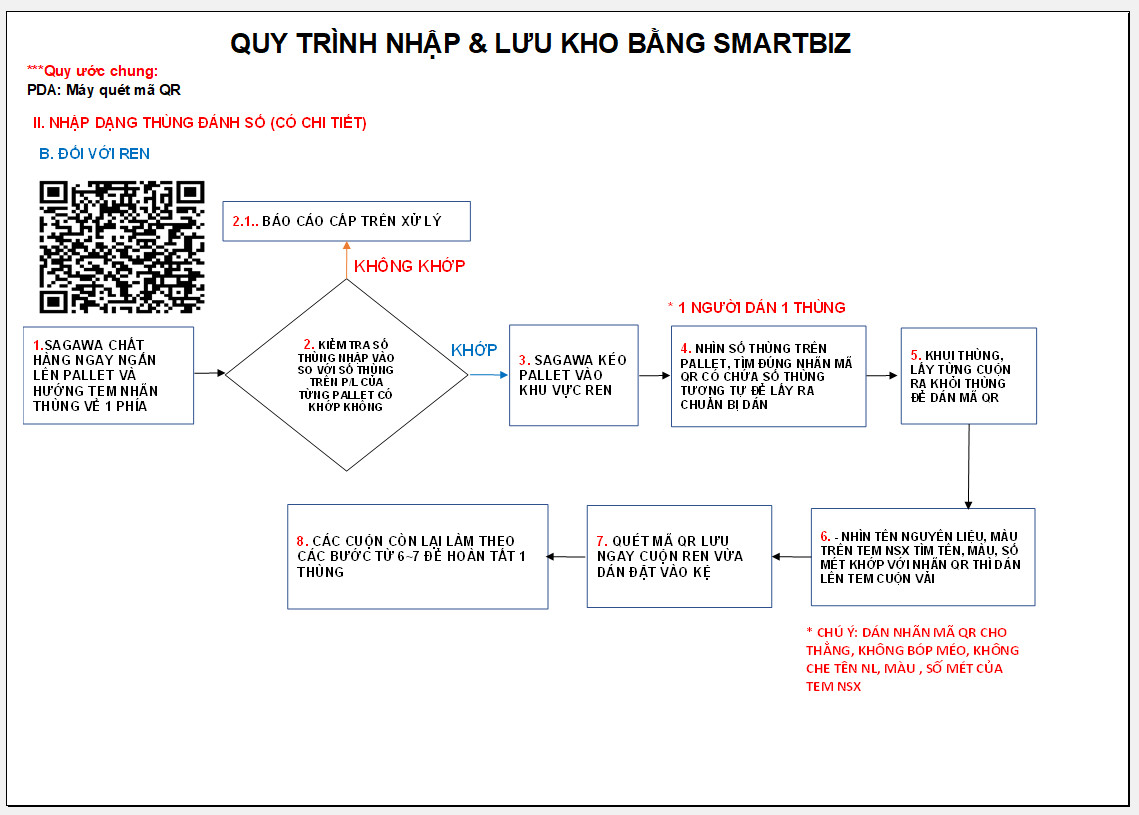 QUY TRÌNH NHẬP & LƯU KHO BẰNG SMARTBIZ
***Quy ước chung:
PDA: Máy quét mã QR
II. NHẬP DẠNG THÙNG ĐÁNH SỐ (CÓ CHI TIẾT)
B. ĐỐI VỚI REN
2.1.. BÁO CÁO CẤP TRÊN XỬ LÝ
KHÔNG KHỚP
1.SAGAWA CHẤT
HÀNG NGAY NGẮN
LÊN PALLET VÀ
HƯỚNG TEM NHÃN
THÙNG VỀ 1 PHÍA
2. KIỂM TRA SỐ
THÙNG NHẬP VÀO
SO VỚI SỐ THÙNG
TRÊN P/L CỦA
TỪNG PALLET CÓ
KHỚP KHÔNG
KHỚP
3. SAGAWA KÉO
PALLET VÀO
KHU VỰC REN
* 1 NGƯỜI DÁN 1 THÙNG
4. NHÌN SỐ THÙNG TRÊN
PALLET, TÌM ĐÚNG NHÃN MÃ
QR CÓ CHỨA SỐ THÙNG
TƯƠNG TỰ ĐỂ LẤY RA
CHUẨN BỊ DÁN
5. KHUI THÙNG,
LẤY TỪNG CUỘN
RA KHỎI THÙNG
ĐỂ DÁN MÃ QR
6. - NHÌN TÊN NGUYÊN LIỆU, MÀU
TRÊN TEM NSX TÌM TÊN, MÀU, SỐ
MÉT KHỚP VỚI NHÃN QR THÌ DÁN
LÊN TEM CUỘN VẢI
* CHÚ Ý: DÁN NHÃN MÃ QR CHO
THẲNG, KHÔNG BÓP MÉO, KHÔNG
CHE TÊN NL, MÀU , SỐ MÉT CỦA
TEM NSX
7. QUÉT MÃ QR LƯU
NGAY CUỘN REN VỪA
DÁN ĐẶT VÀO KỆ
8. CÁC CUỘN CÒN LẠI LÀM THEO
CÁC BƯỚC TỪ 6~7 ĐỂ HOÀN TẤT 1
THÙNG